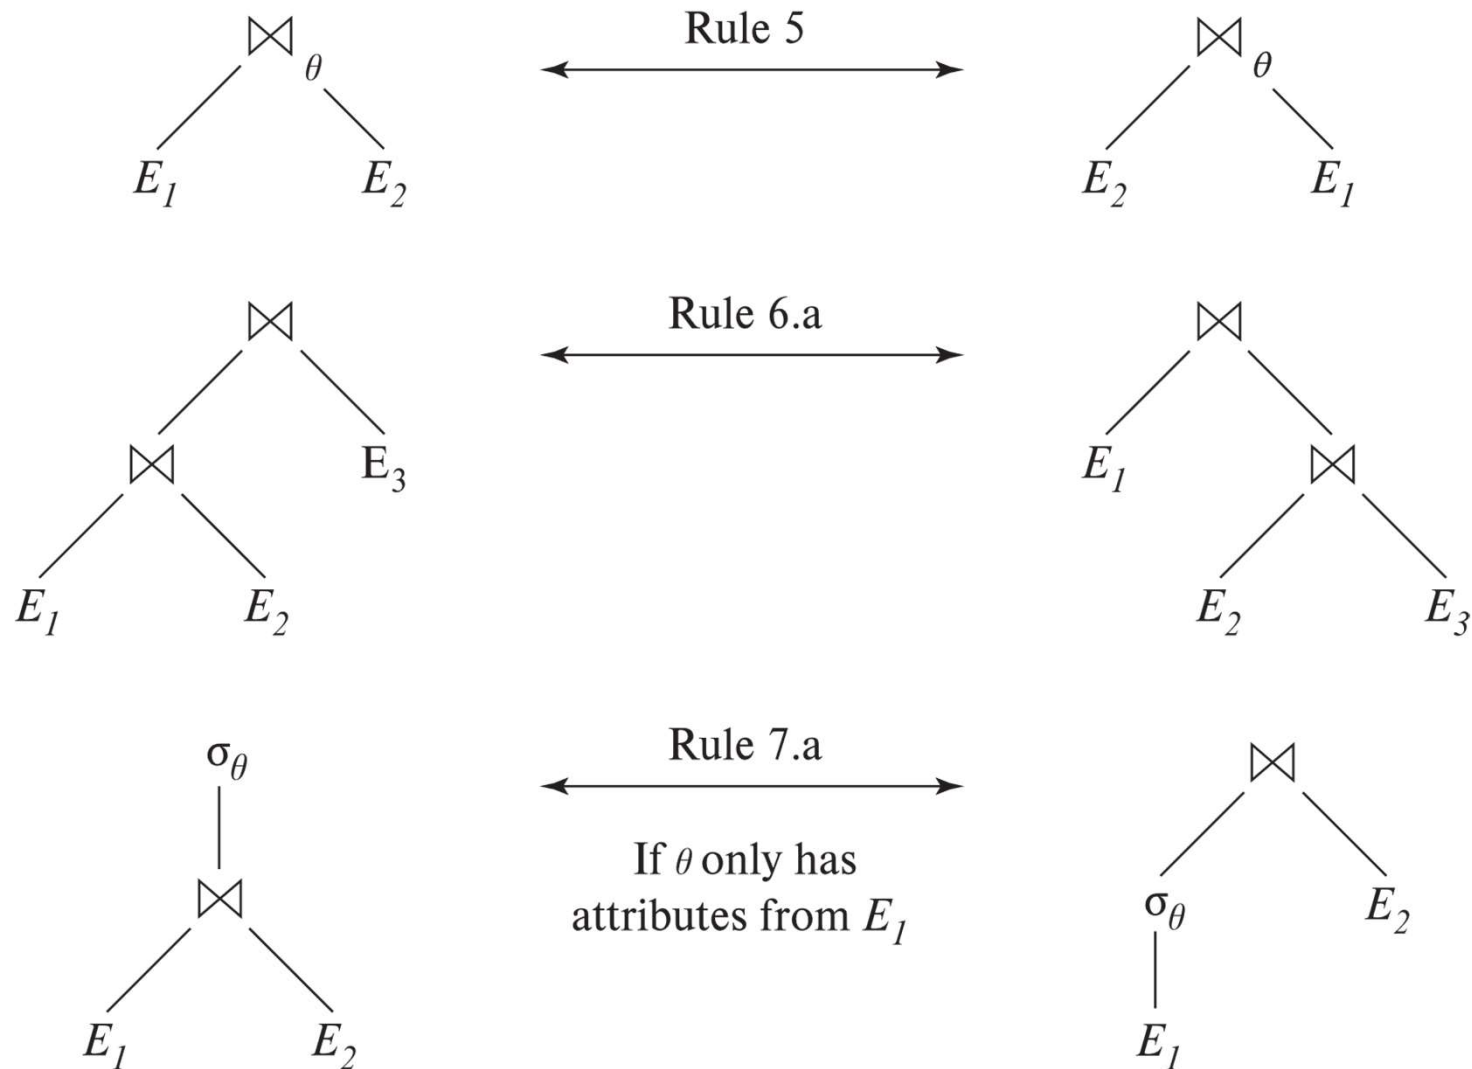 ⋈θ Rule 5 ⋈θ
E1 E2 E2 E1
⋈ Rule 6.a ⋈
⋈ E3 E1 ⋈
E1 E2 E2 E3
σθ Rule 7.a ⋈
If θ only has
⋈ attributes from E1 σθ E2
E1 E2 E1